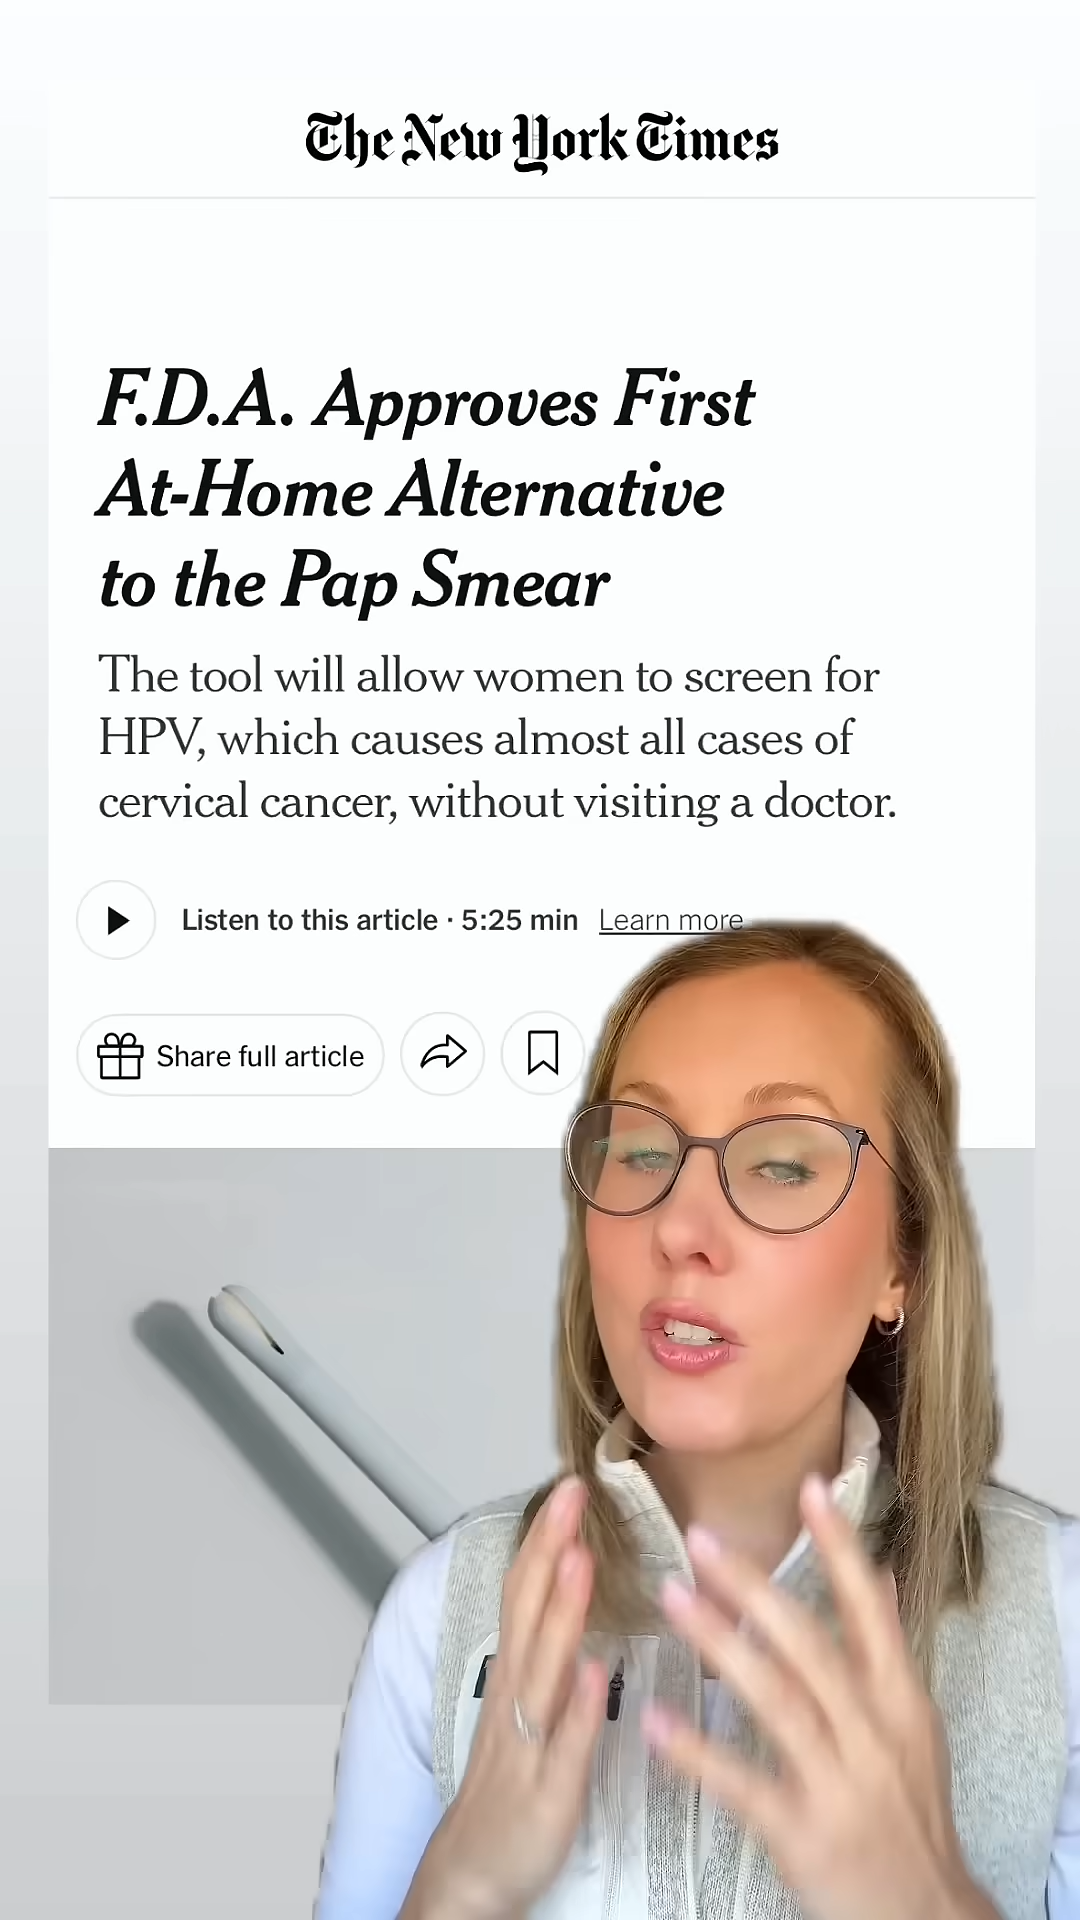 The New York Times
F.D.A. Approves First
At-Home Alternative
to the Pap Smear
The tool will allow women to screen for
HPV, which causes almost all cases of
cervical cancer, without visiting a doctor.
Listen to this article · 5:25 min Learn more
Share full article